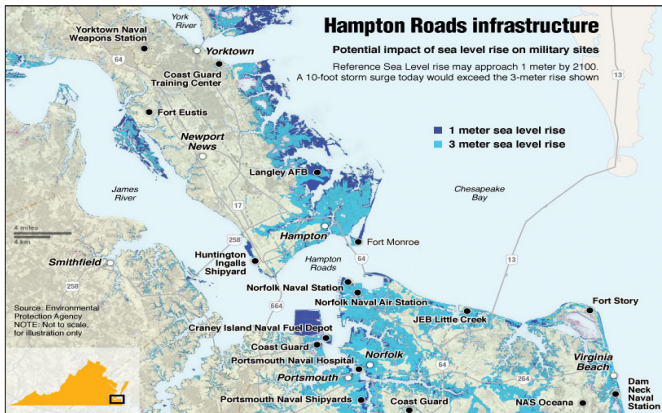 Hampton Roads infrastructure
Potential impact of sea level rise on military sites
Reference Sea Level rise may approach 1 meter by 2100.
A 10-foot storm surge today would exceed the 3-meter rise shown
1 meter sea level rise
3 meter sea level rise
York
River
Yorktown Naval
Weapons Station
Yorktown
64
Coast Guard
Training Center
13
Fort Eustis
Newport
News
Langley AFB
James
River
Chesapeake
Bay
17
4 miles
4 km
258
Hampton
Fort Monroe
Smithfield
Huntington
Ingalls
Shipyard
Hampton
Roads
64
13
258
Norfolk Naval Station
Norfolk Naval Air Station
Fort Story
Source: Environmental
Protection Agency
NOTE: Not to scale,
for illustration only
664
JEB Little Creek
Craney Island Naval Fuel Depot
Coast Guard
Portsmouth Naval Hospital
Norfolk
Virginia
Beach
Portsmouth
264
Dam
Neck
Naval
Station
Portsmouth Naval Shipyards
Coast Guard
NAS Oceana